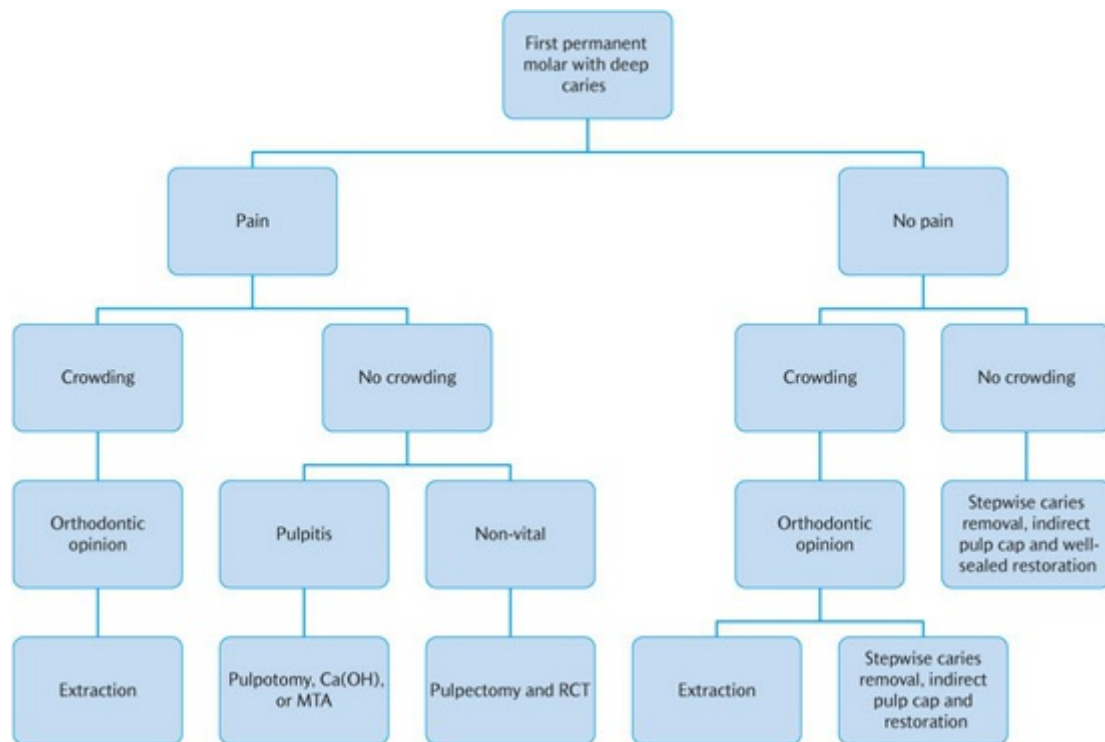 First permanent
molar with deep
caries
Pain
No pain
Crowding
No crowding
Crowding
No crowding
Orthodontic
opinion
Pulpitis
Non-vital
Orthodontic
opinion
Stepwise caries
removal, indirect
pulp cap and well-
sealed restoration
Extraction
Pulpotomy, Ca(OH),
or MTA
Pulpectomy and RCT
Extraction
Stepwise caries
removal, indirect
pulp cap and
restoration